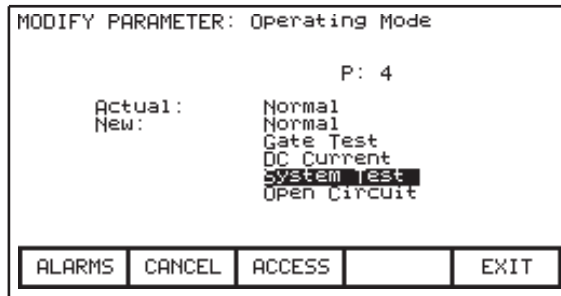 MODIFY PARAMETER: Operating Mode
P: 4
Actual: Normal
New: Normal
Gate Test
DC Current
System Test
Open Circuit
ALARMS CANCEL ACCESS EXIT